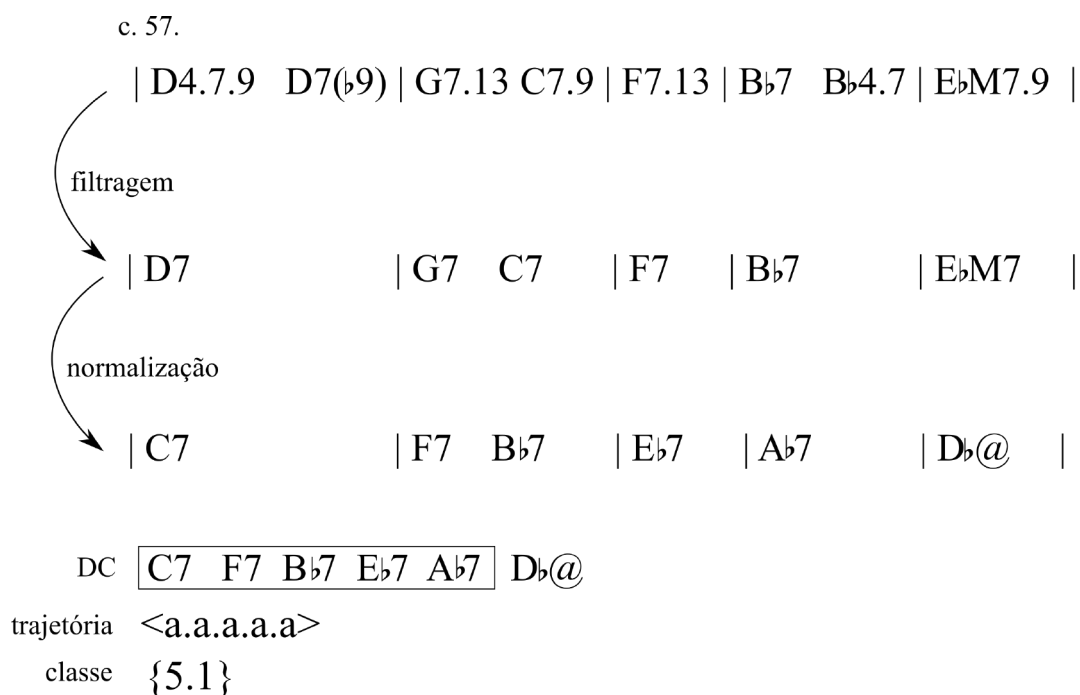 c. 57.
| D4.7.9 D7(♭9) | G7.13 C7.9 | F7.13 | B♭7 B♭4.7 | E♭M7.9 |
filtragem
| D7 | G7 C7 | F7 | B♭7 | E♭M7 |
normalização
| C7 | F7 B♭7 | E♭7 | A♭7 | D♭@ |
DC C7 F7 B♭7 E♭7 A♭7 D♭@
trajetória <a.a.a.a.a>
classe {5.1}